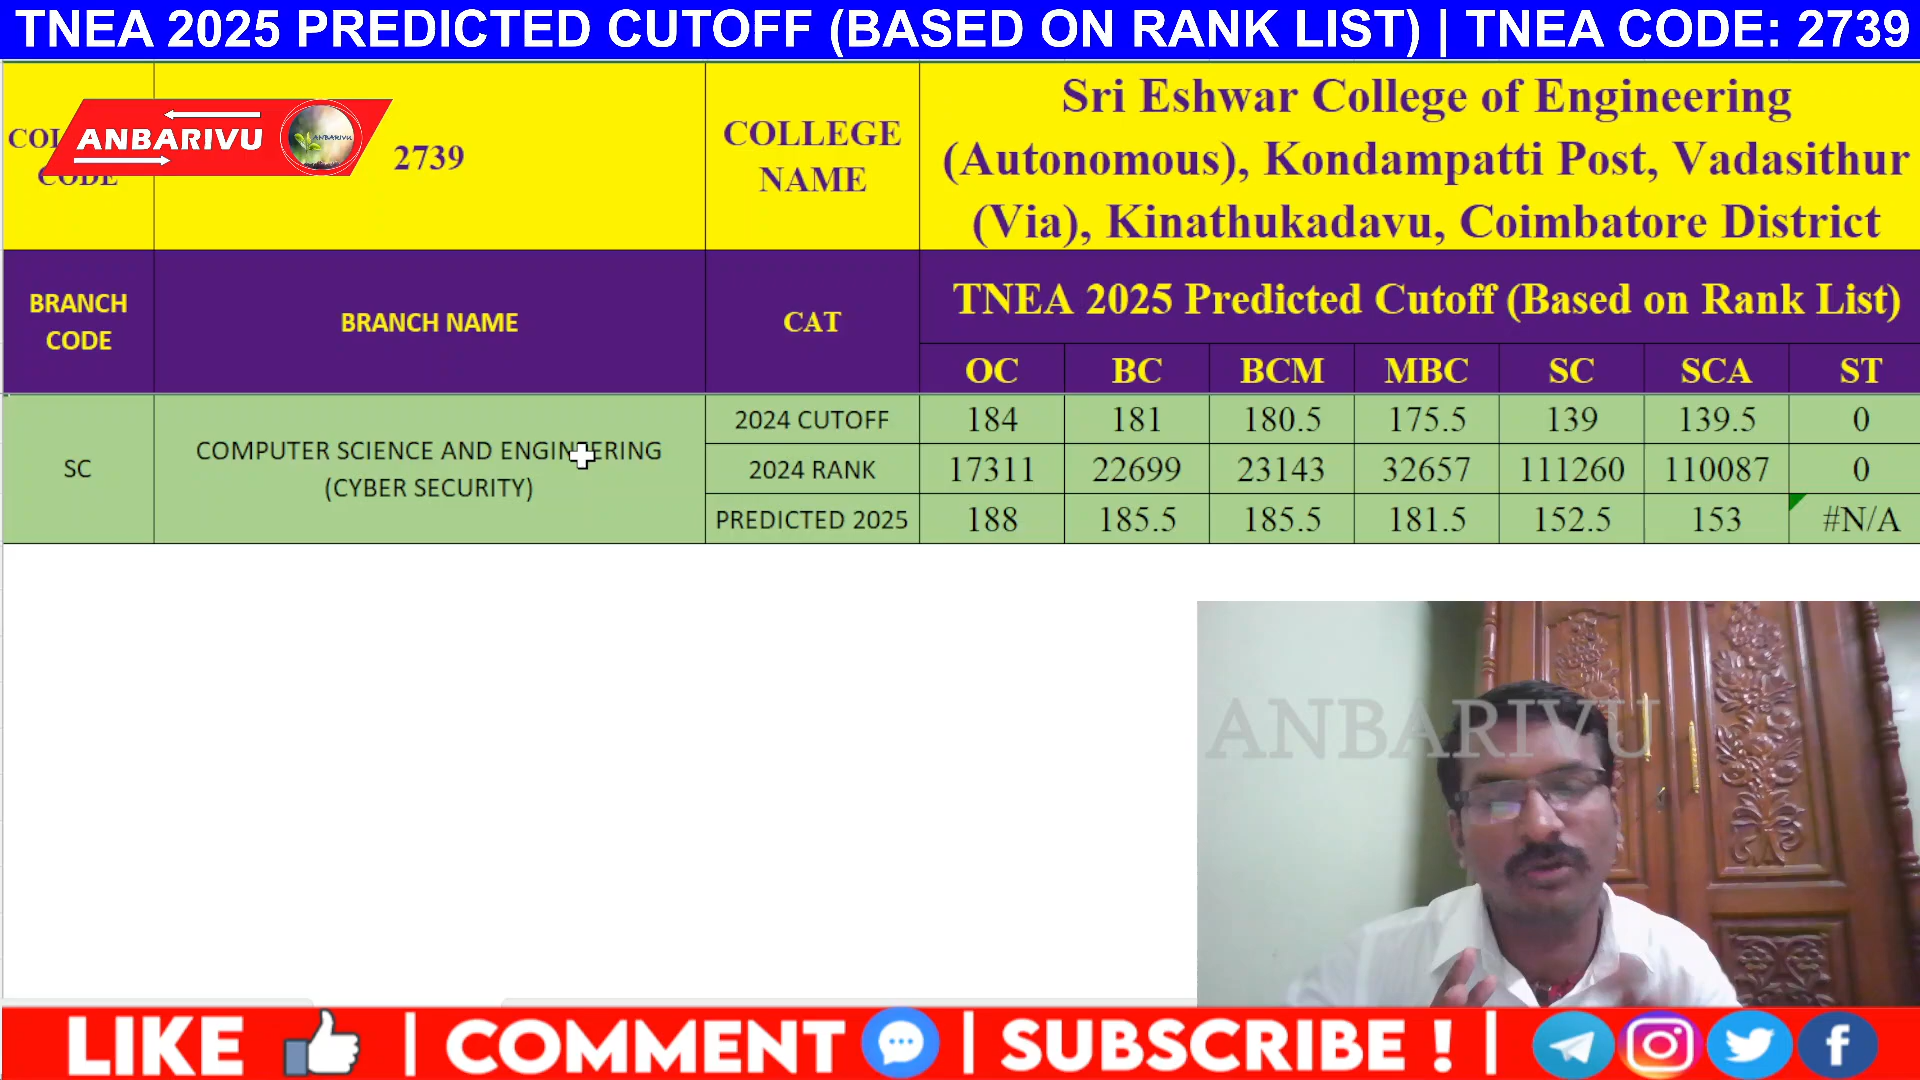 TNEA 2025 PREDICTED CUTOFF (BASED ON RANK LIST) | TNEA CODE: 2739
CODE
ANBARIVU
ANBARIVU
2739
COLLEGE
NAME
Sri Eshwar College of Engineering
(Autonomous), Kondampatti Post, Vadasithur
(Via), Kinathukadavu, Coimbatore District
BRANCH
CODE
BRANCH NAME
CAT
TNEA 2025 Predicted Cutoff (Based on Rank List)
OC BC BCM MBC SC SCA ST
SC
COMPUTER SCIENCE AND ENGINEERING
(CYBER SECURITY)
2024 CUTOFF 184 181 180.5 175.5 139 139.5 0
2024 RANK 17311 22699 23143 32657 111260 110087 0
PREDICTED 2025 188 185.5 185.5 181.5 152.5 153 #N/A
ANBARIVU
LIKE | COMMENT | SUBSCRIBE ! |